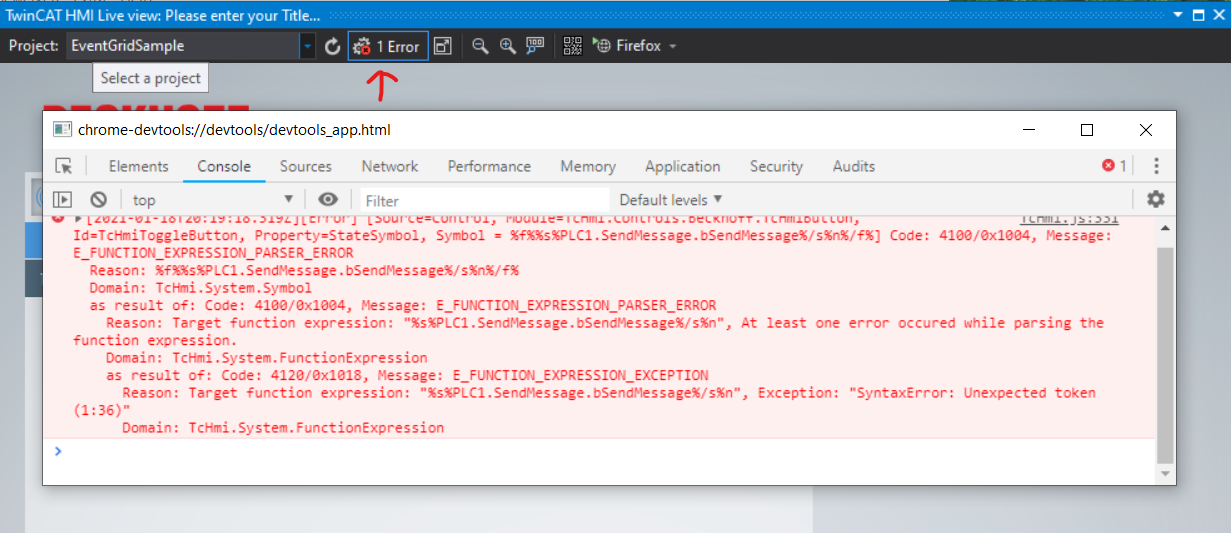 TwinCAT HMI Live view: Please enter your Title...
Project: EventGridSample 1 Error 100 Firefox
Select a project
chrome-devtools://devtools/devtools_app.html
Elements Console Sources Network Performance Memory Application Security Audits 1
top Filter Default levels
[2021-01-18T20:19:18.319Z][Error] [Source=Control, Module=TcHmi.Controls.Beckhoff.TcHmiButton, TcHmi.js:331
Id=TcHmiToggleButton, Property=StateSymbol, Symbol = %f%%s%PLC1.SendMessage.bSendMessage%/s%n%/f%] Code: 4100/0x1004, Message:
E_FUNCTION_EXPRESSION_PARSER_ERROR
Reason: %f%%s%PLC1.SendMessage.bSendMessage%/s%n%/f%
Domain: TcHmi.System.Symbol
as result of: Code: 4100/0x1004, Message: E_FUNCTION_EXPRESSION_PARSER_ERROR
Reason: Target function expression: "%s%PLC1.SendMessage.bSendMessage%/s%n", At least one error occured while parsing the
function expression.
Domain: TcHmi.System.FunctionExpression
as result of: Code: 4120/0x1018, Message: E_FUNCTION_EXPRESSION_EXCEPTION
Reason: Target function expression: "%s%PLC1.SendMessage.bSendMessage%/s%n", Exception: "SyntaxError: Unexpected token
(1:36)"
Domain: TcHmi.System.FunctionExpression